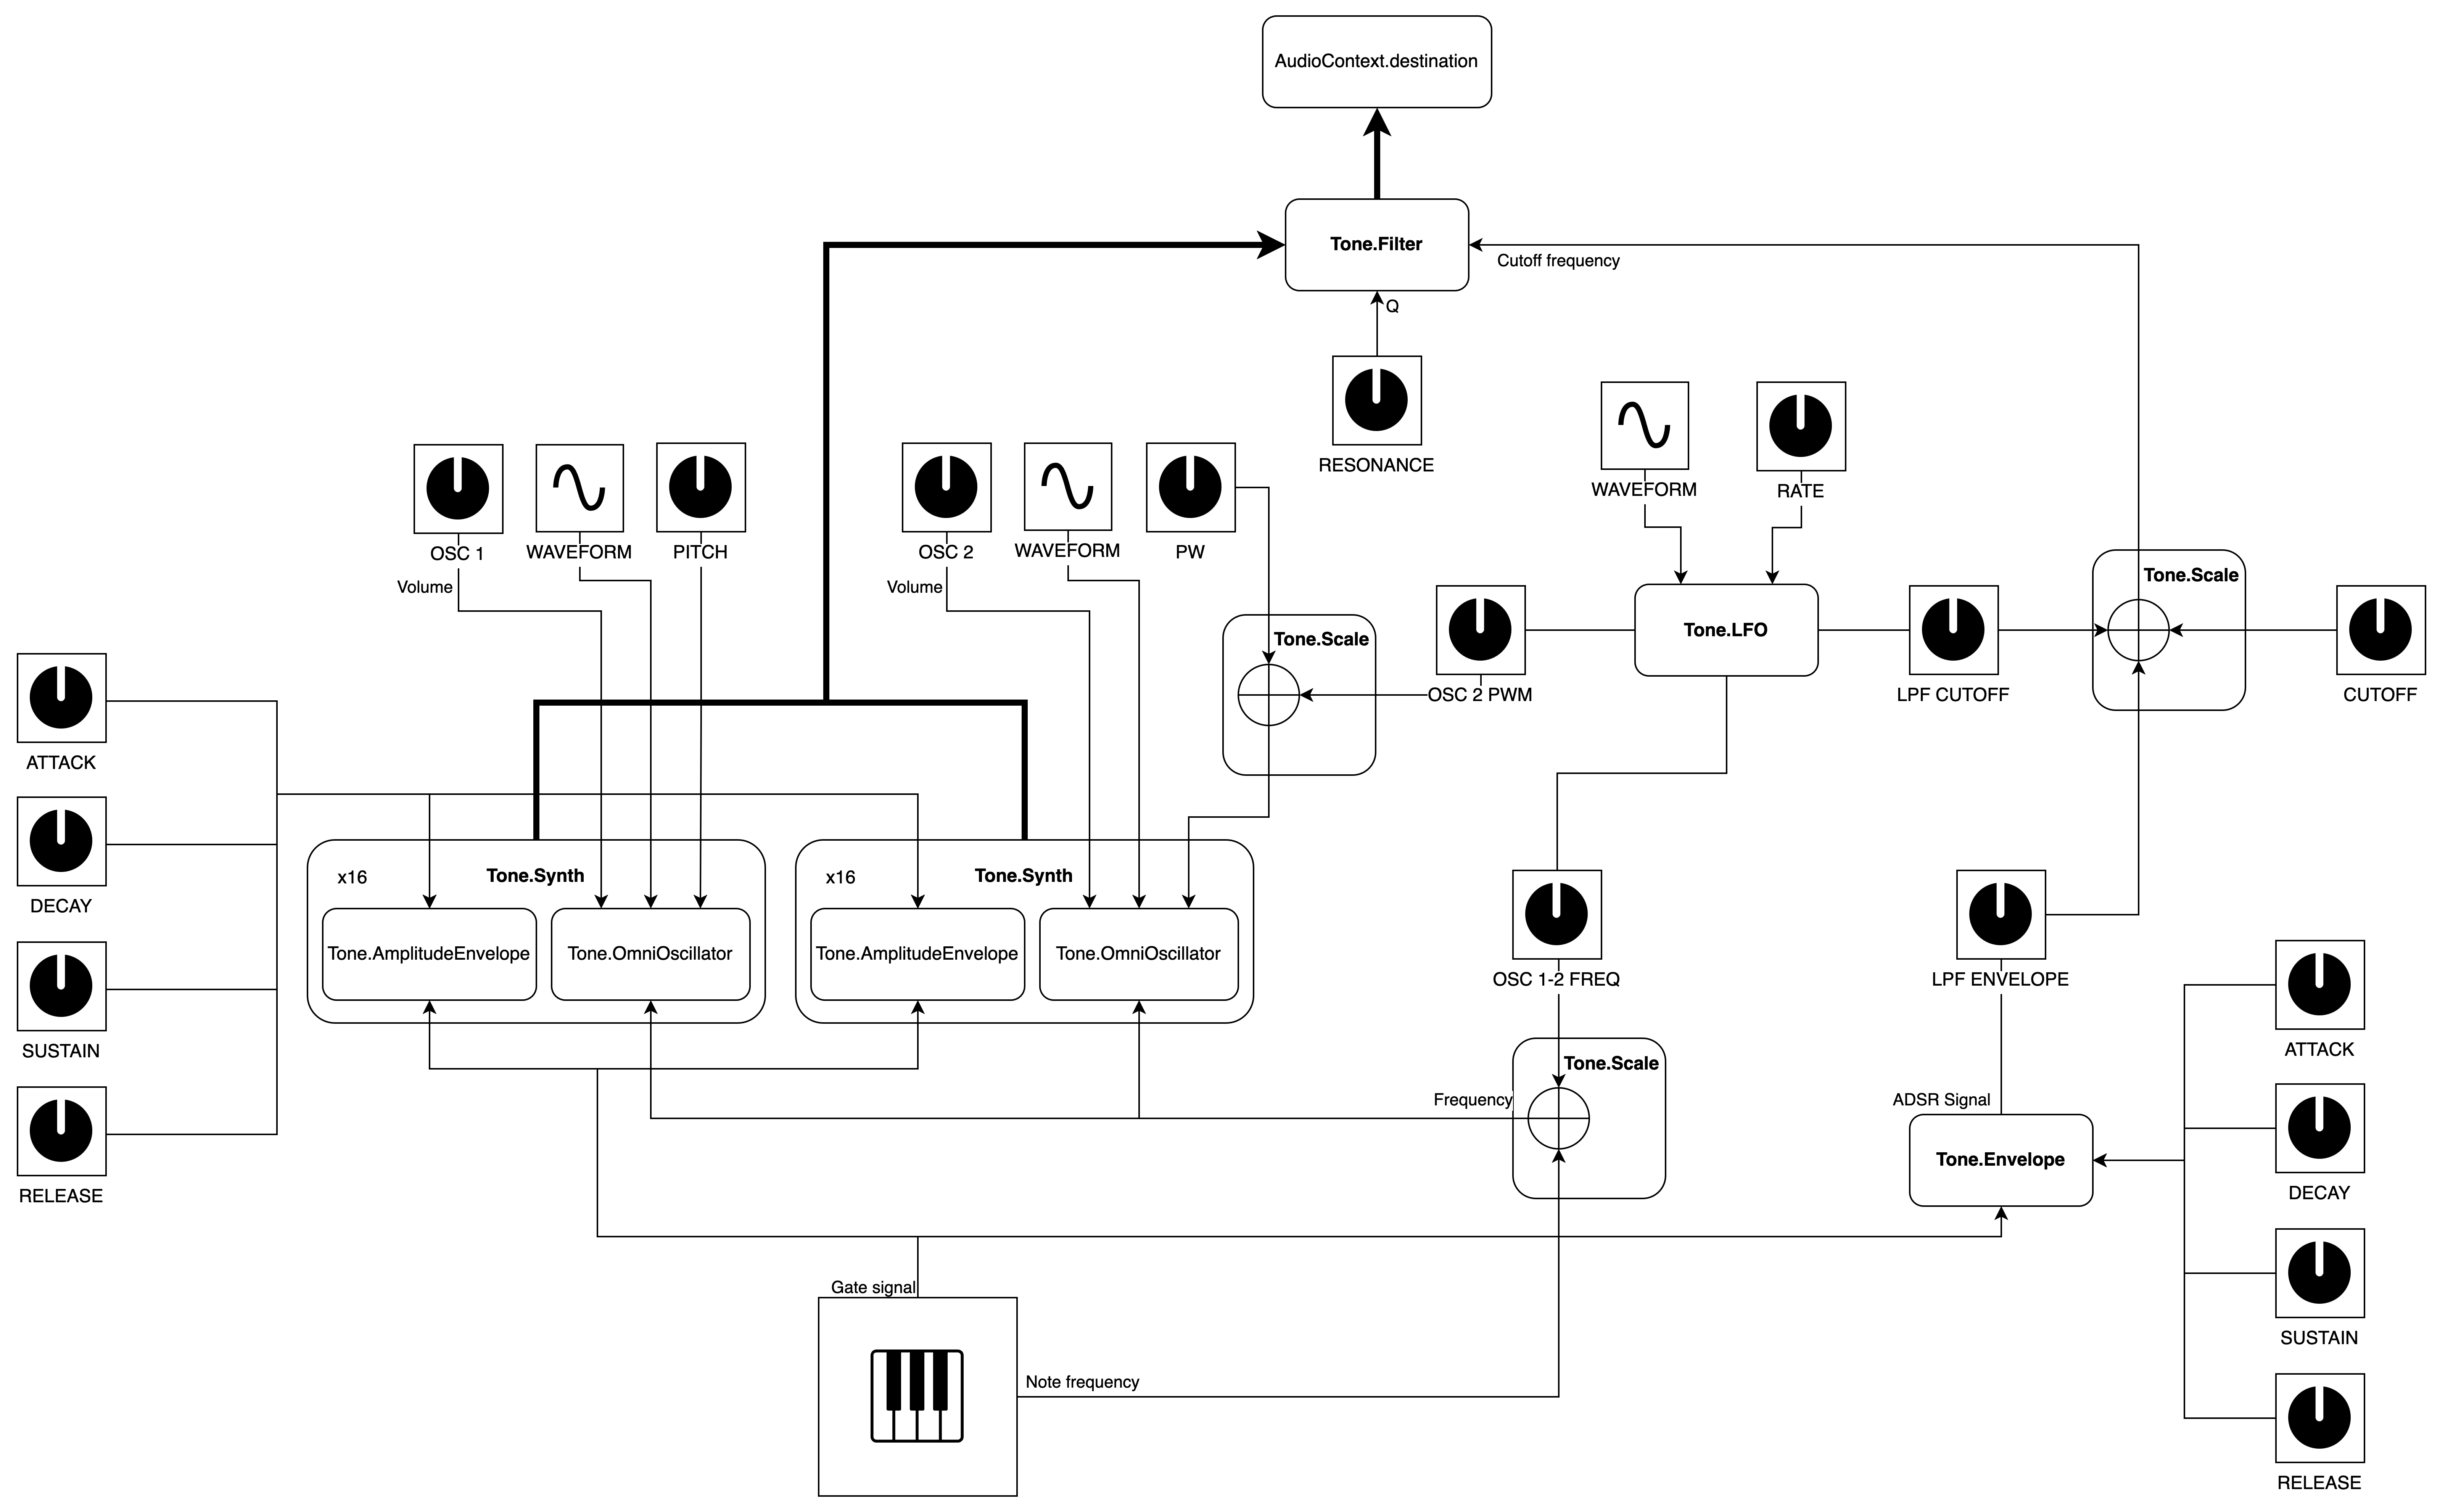 AudioContext.destination
Tone.Filter
Cutoff frequency
Q
RESONANCE
WAVEFORM
RATE
OSC 1
WAVEFORM
PITCH
OSC 2
WAVEFORM
PW
Volume
Volume
Tone.Scale
Tone.LFO
Tone.Scale
OSC 2 PWM
LPF CUTOFF
CUTOFF
ATTACK
DECAY
SUSTAIN
RELEASE
x16
Tone.Synth
Tone.AmplitudeEnvelope
Tone.OmniOscillator
x16
Tone.Synth
Tone.AmplitudeEnvelope
Tone.OmniOscillator
OSC 1-2 FREQ
LPF ENVELOPE
Tone.Scale
Frequency
ADSR Signal
Tone.Envelope
ATTACK
DECAY
SUSTAIN
RELEASE
Gate signal
Note frequency